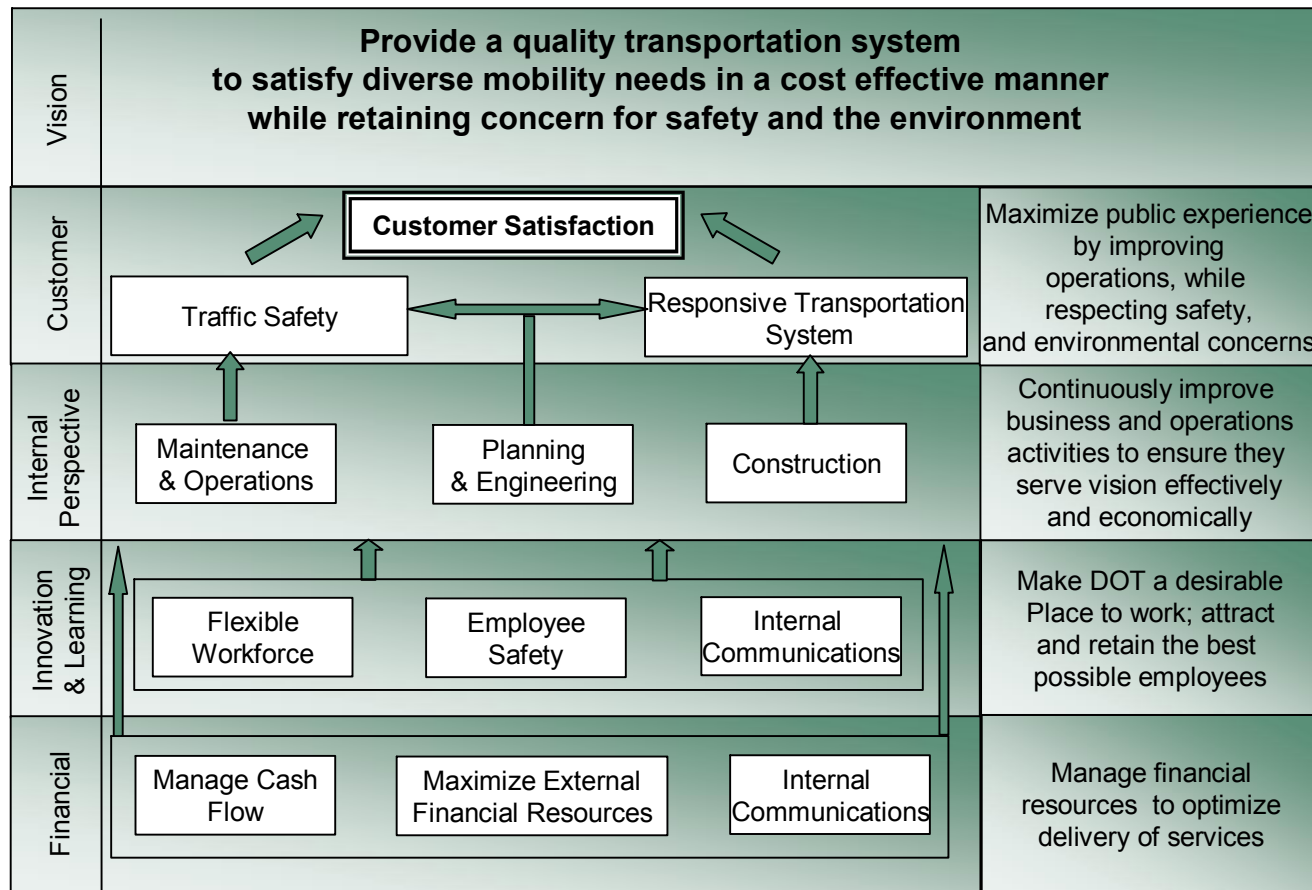 Vision
Provide a quality transportation system
to satisfy diverse mobility needs in a cost effective manner
while retaining concern for safety and the environment
Customer
Customer Satisfaction
Traffic Safety
Responsive Transportation
System
Maximize public experience
by improving
operations, while
respecting safety,
and environmental concerns
Internal
Perspective
Maintenance
& Operations
Planning
& Engineering
Construction
Continuously improve
business and operations
activities to ensure they
serve vision effectively
and economically
Innovation
& Learning
Flexible
Workforce
Employee
Safety
Internal
Communications
Make DOT a desirable
Place to work; attract
and retain the best
possible employees
Financial
Manage Cash
Flow
Maximize External
Financial Resources
Internal
Communications
Manage financial
resources to optimize
delivery of services